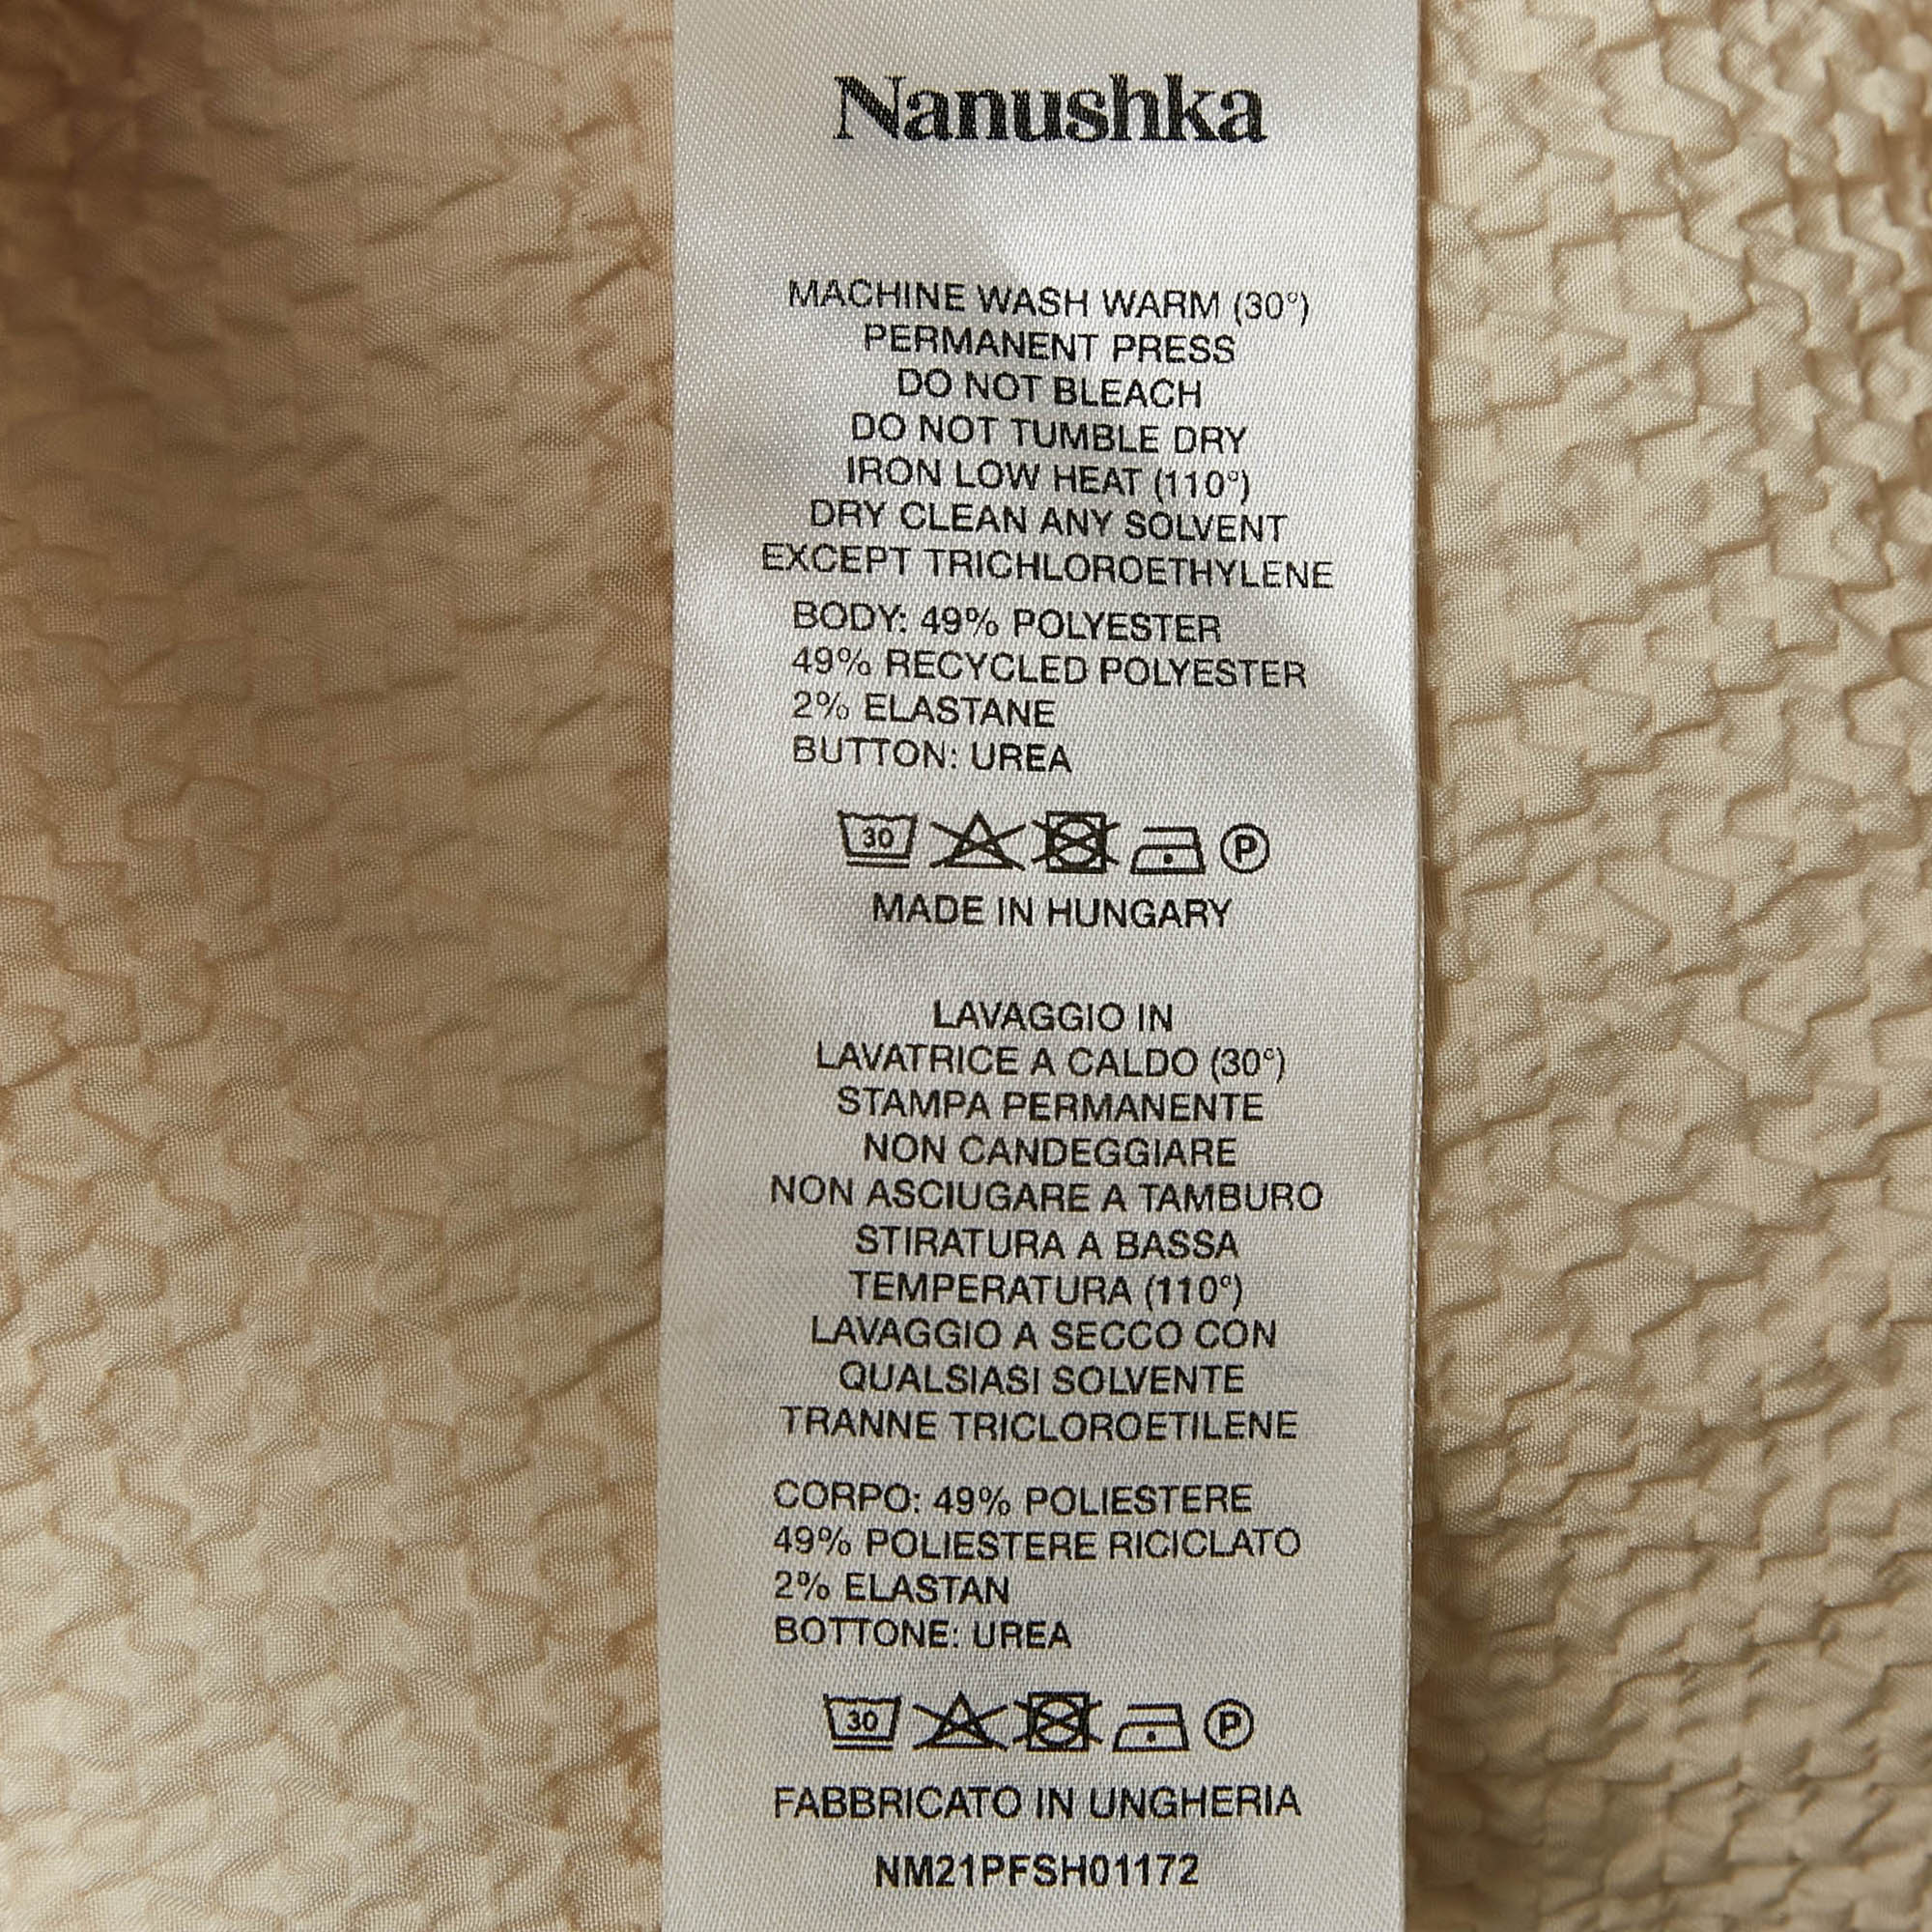 Nanushka
MACHINE WASH WARM (30°)
PERMANENT PRESS
DO NOT BLEACH
DO NOT TUMBLE DRY
IRON LOW HEAT (110°)
DRY CLEAN ANY SOLVENT
EXCEPT TRICHLOROETHYLENE
BODY: 49% POLYESTER
49% RECYCLED POLYESTER
2% ELASTANE
BUTTON: UREA
30 P
MADE IN HUNGARY
LAVAGGIO IN
LAVATRICE A CALDO (30°)
STAMPA PERMANENTE
NON CANDEGGIARE
NON ASCIUGARE A TAMBURO
STIRATURA A BASSA
TEMPERATURA (110°)
LAVAGGIO A SECCO CON
QUALSIASI SOLVENTE
TRANNE TRICLOROETILENE
CORPO: 49% POLIESTERE
49% POLIESTERE RICICLATO
2% ELASTAN
BOTTONE: UREA
30 P
FABBRICATO IN UNGHERIA
NM21PFSH01172